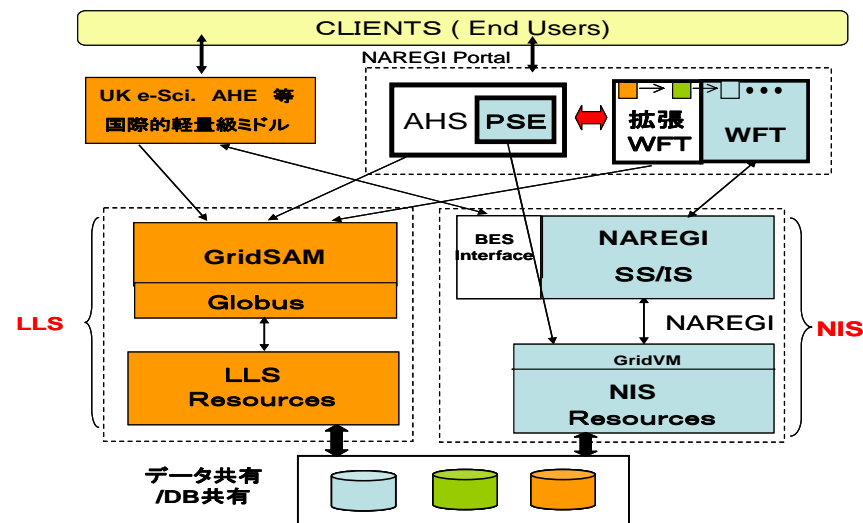 CLIENTS ( End Users)
NAREGI Portal
UK e-Sci. AHE 等
国際的軽量級ミドル
AHS
PSE
拡張
WFT
WFT
GridSAM
Globus
LLS
Resources
LLS
BES
Interface
NAREGI
SS/IS
NAREGI
GridVM
NIS
Resources
NIS
データ共有
/DB共有